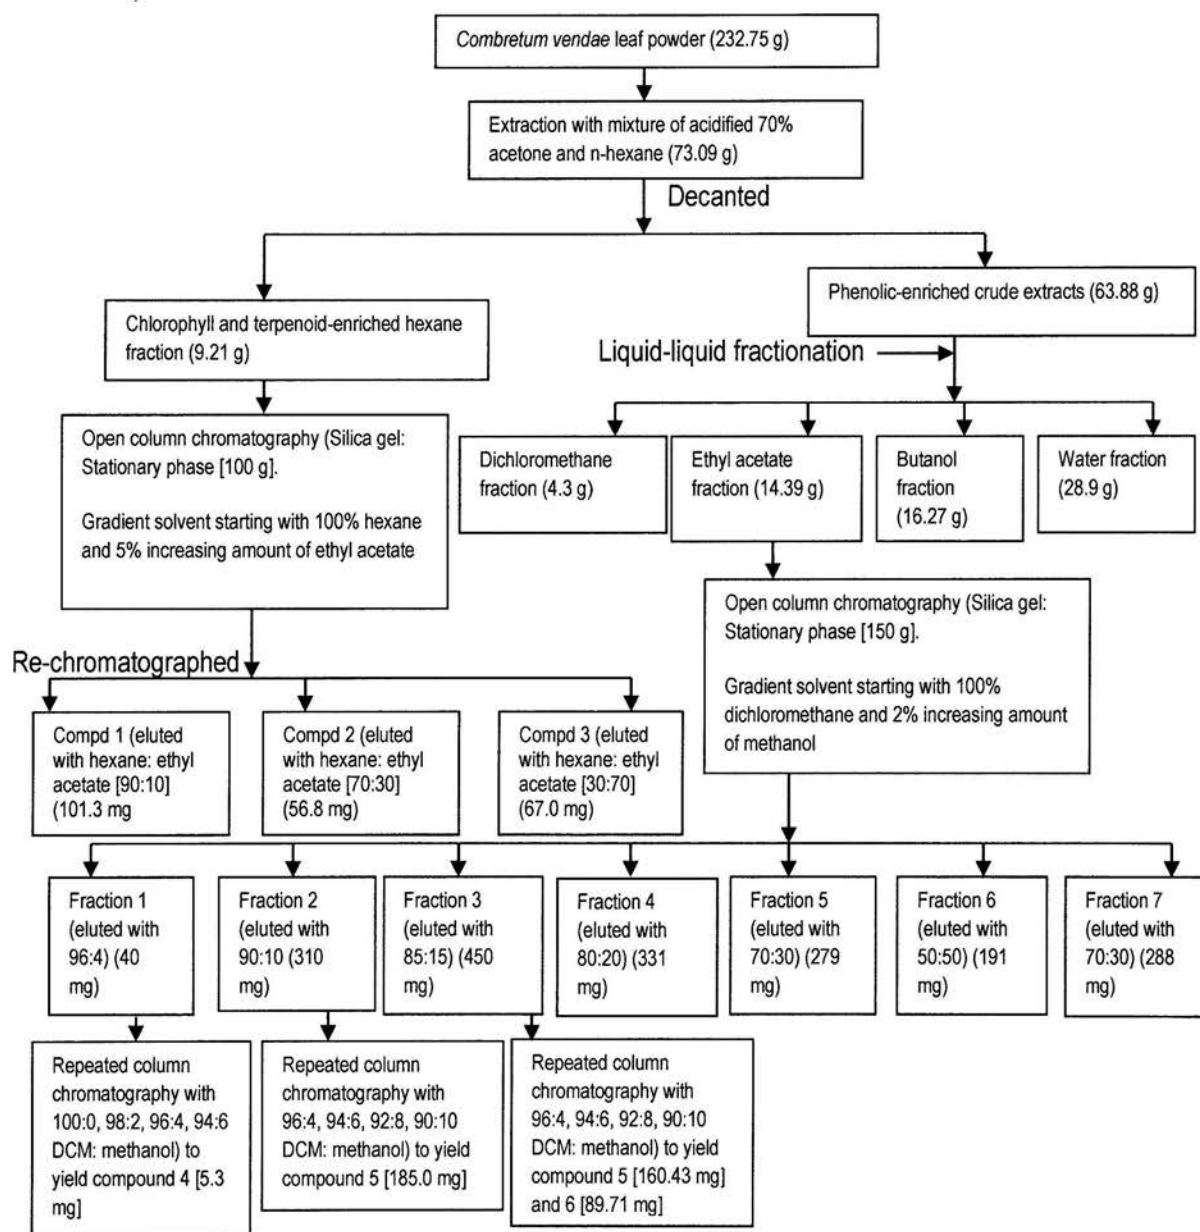 Combretum vendae leaf powder (232.75 g)
Extraction with mixture of acidified 70%
acetone and n-hexane (73.09 g)
Decanted
Phenolic-enriched crude extracts (63.88 g)
Chlorophyll and terpenoid-enriched hexane
fraction (9.21 g)
Liquid-liquid fractionation
Open column chromatography (Silica gel:
Stationary phase [100 g].
Gradient solvent starting with 100% hexane
and 5% increasing amount of ethyl acetate
Dichloromethane
fraction (4.3 g)
Ethyl acetate
fraction (14.39 g)
Butanol
fraction
(16.27 g)
Water fraction
(28.9 g)
Open column chromatography (Silica gel:
Stationary phase [150 g].
Gradient solvent starting with 100%
dichloromethane and 2% increasing amount
of methanol
Re-chromatographed
Compd 1 (eluted
with hexane: ethyl
acetate [90:10]
(101.3 mg
Compd 2 (eluted
with hexane: ethyl
acetate [70:30]
(56.8 mg)
Compd 3 (eluted
with hexane: ethyl
acetate [30:70]
(67.0 mg)
Fraction 1
(eluted with
96:4) (40
mg)
Fraction 2
(eluted with
90:10 (310
mg)
Fraction 3
(eluted with
85:15) (450
mg)
Fraction 4
(eluted with
80:20) (331
mg)
Fraction 5
(eluted with
70:30) (279
mg)
Fraction 6
(eluted with
50:50) (191
mg)
Fraction 7
(eluted with
70:30) (288
mg)
Repeated column
chromatography with
100:0, 98:2, 96:4, 94:6
DCM: methanol) to
yield compound 4 [5.3
mg]
Repeated column
chromatography with
96:4, 94:6, 92:8, 90:10
DCM: methanol) to yield
compound 5 [185.0 mg]
Repeated column
chromatography with
96:4, 94:6, 92:8, 90:10
DCM: methanol) to yield
compound 5 [160.43 mg]
and 6 [89.71 mg]